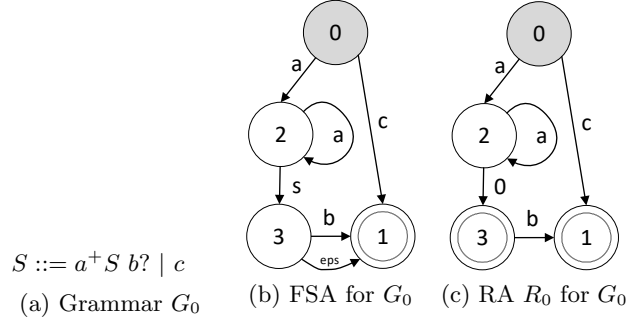 0
a
2
a
c
s
3
b
eps
1
0
a
2
a
c
0
3
b
1
S ::= a⁺S b? | c
(a) Grammar G₀
(b) FSA for G₀
(c) RA R₀ for G₀